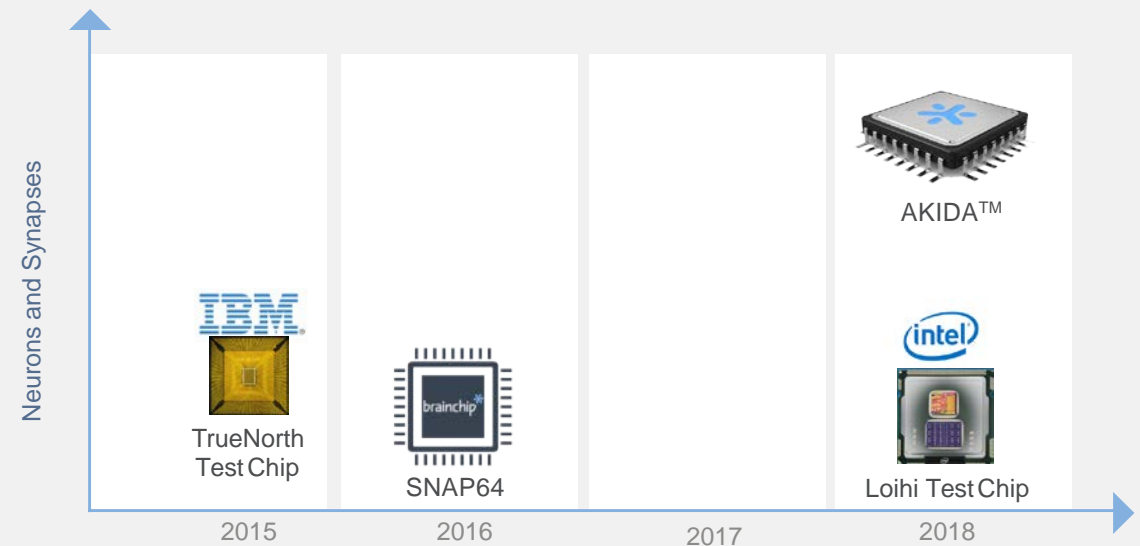 Neurons and Synapses
AKIDA™
IBM®
TrueNorth
Test Chip
brainchip
SNAP64
intel
Loihi Test Chip
2015
2016
2017
2018